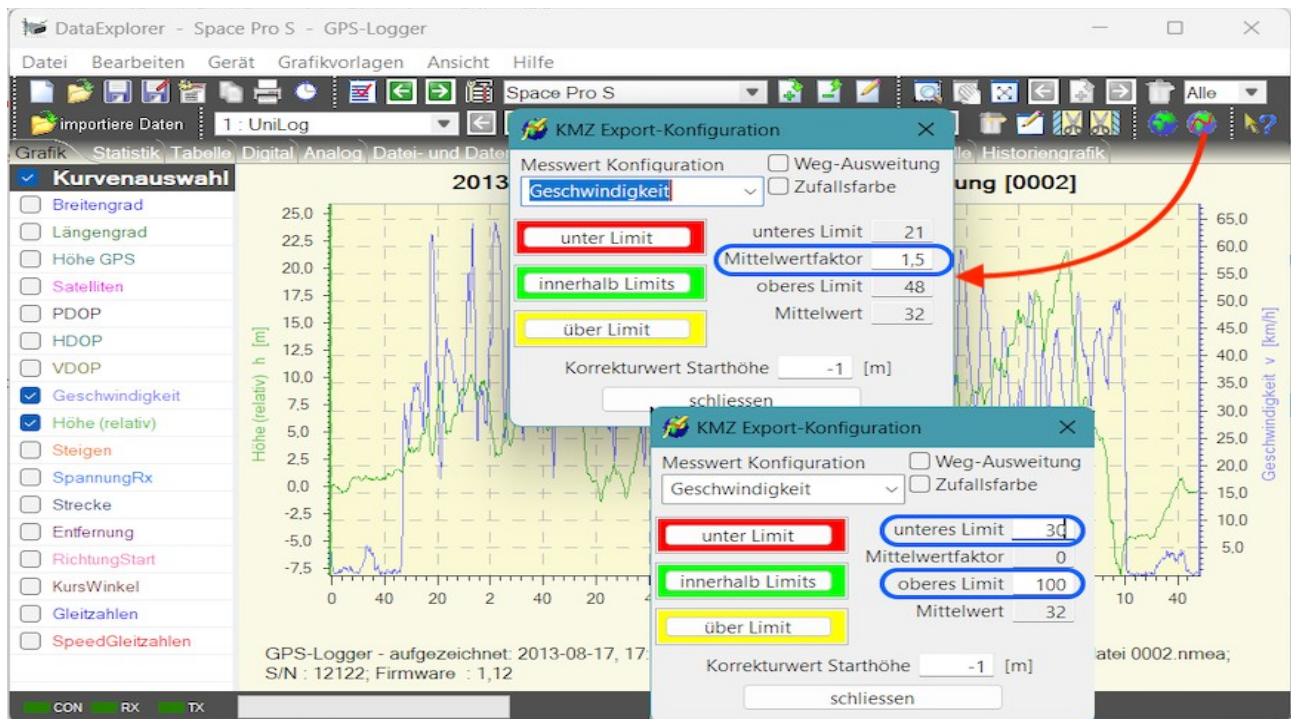 DataExplorer - Space Pro S - GPS-Logger
Datei Bearbeiten Gerät Grafikvorlagen Ansicht Hilfe
Space Pro S
Alle
importiere Daten 1 : UniLog
Grafik Statistik Tabelle Digital Analog Datei- und Historiengrafik
Kurvenauswahl
Breitengrad
Längengrad
Höhe GPS
Satelliten
PDOP
HDOP
VDOP
Geschwindigkeit
Höhe (relativ)
Steigen
SpannungRx
Strecke
Entfernung
RichtungStart
KursWinkel
Gleitzahlen
SpeedGleitzahlen
2013
[0002]
Höhe (relativ) h [m]
25,0
22,5
20,0
17,5
15,0
12,5
10,0
7,5
5,0
2,5
0,0
-2,5
-5,0
-7,5
0 40 20 2 40 20
10 40
65,0
60,0
55,0
50,0
45,0
40,0
35,0
30,0
25,0
20,0
15,0
10,0
5,0
Geschwindigkeit v [km/h]
KMZ Export-Konfiguration
Messwert Konfiguration Weg-Ausweitung
Geschwindigkeit Zufallsfarbe
unter Limit unteres Limit 21
Mittelwertfaktor 1,5
innerhalb Limits oberes Limit 48
über Limit Mittelwert 32
Korrekturwert Starthöhe -1 [m]
schliessen
KMZ Export-Konfiguration
Messwert Konfiguration Weg-Ausweitung
Geschwindigkeit Zufallsfarbe
unter Limit unteres Limit 30
Mittelwertfaktor 0
innerhalb Limits oberes Limit 100
über Limit Mittelwert 32
Korrekturwert Starthöhe -1 [m]
schliessen
GPS-Logger - aufgezeichnet: 2013-08-17, 17: 0002.nmea;
S/N : 12122; Firmware : 1,12
CON RX TX